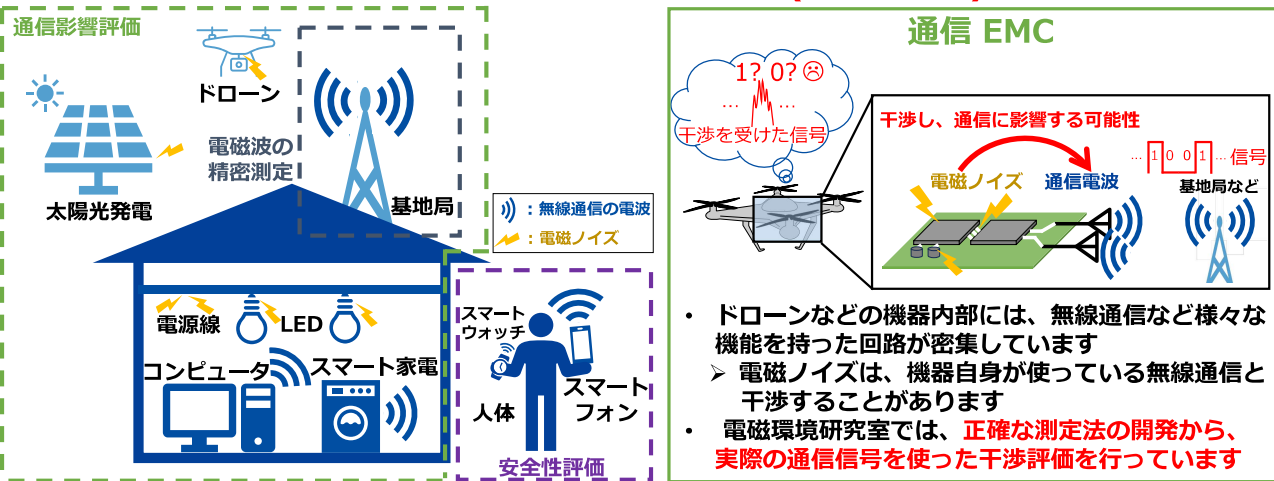 通信影響評価
ドローン
電磁波の
精密測定
太陽光発電
基地局
：無線通信の電波
：電磁ノイズ
電源線
LED
コンピュータ
スマート家電
スマート
ウォッチ
人体
スマート
フォン
安全性評価
通信 EMC
1? 0? ☹
... ...
干渉を受けた信号
干渉し、通信に影響する可能性
電磁ノイズ
通信電波
... 1 0 0 1 ... 信号
基地局など
• ドローンなどの機器内部には、無線通信など様々な
機能を持った回路が密集しています
➢ 電磁ノイズは、機器自身が使っている無線通信と
干渉することがあります
• 電磁環境研究室では、正確な測定法の開発から、
実際の通信信号を使った干渉評価を行っています